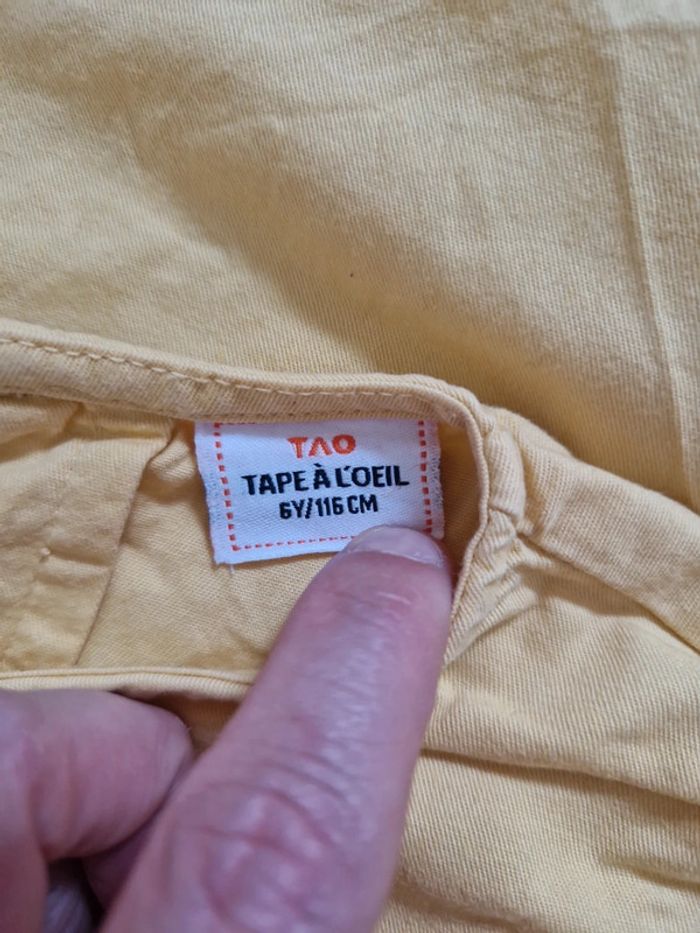 TAO
TAPE À L'OEIL
6Y/116 CM